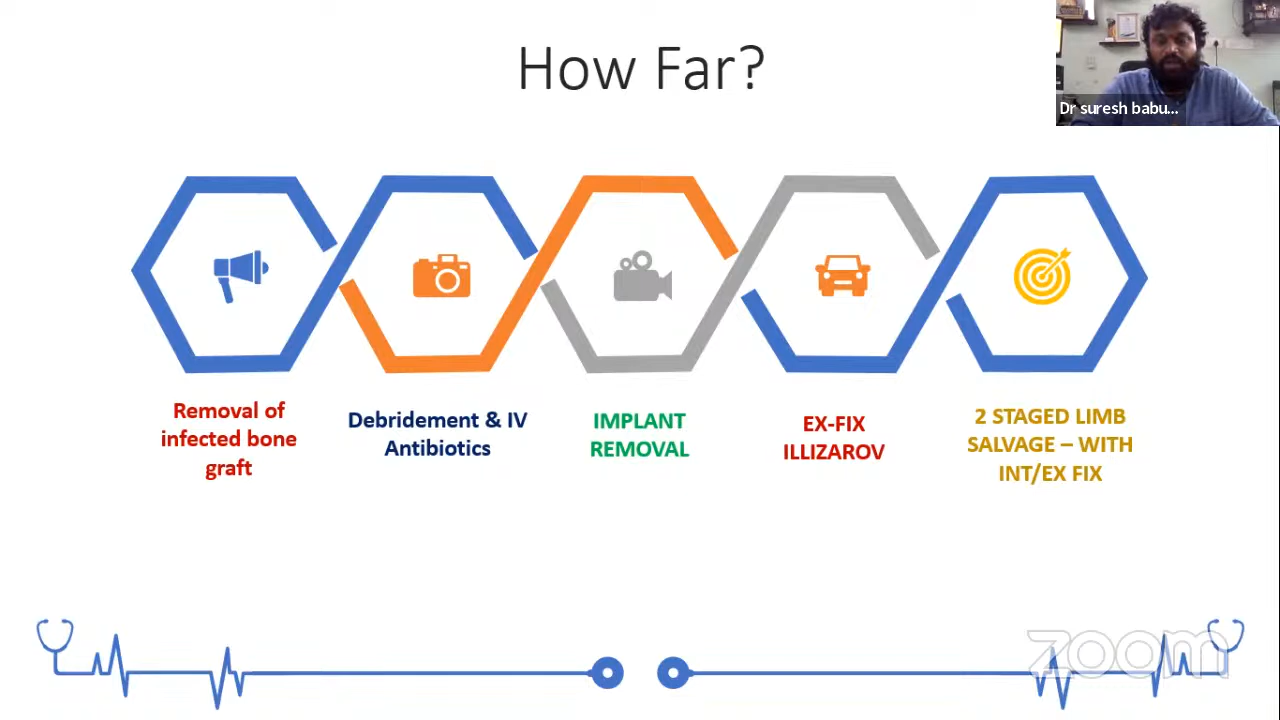 How Far?
Dr suresh babu...
Removal of
infected bone
graft
Debridement & IV
Antibiotics
IMPLANT
REMOVAL
EX-FIX
ILLIZAROV
2 STAGED LIMB
SALVAGE – WITH
INT/EX FIX
zoom